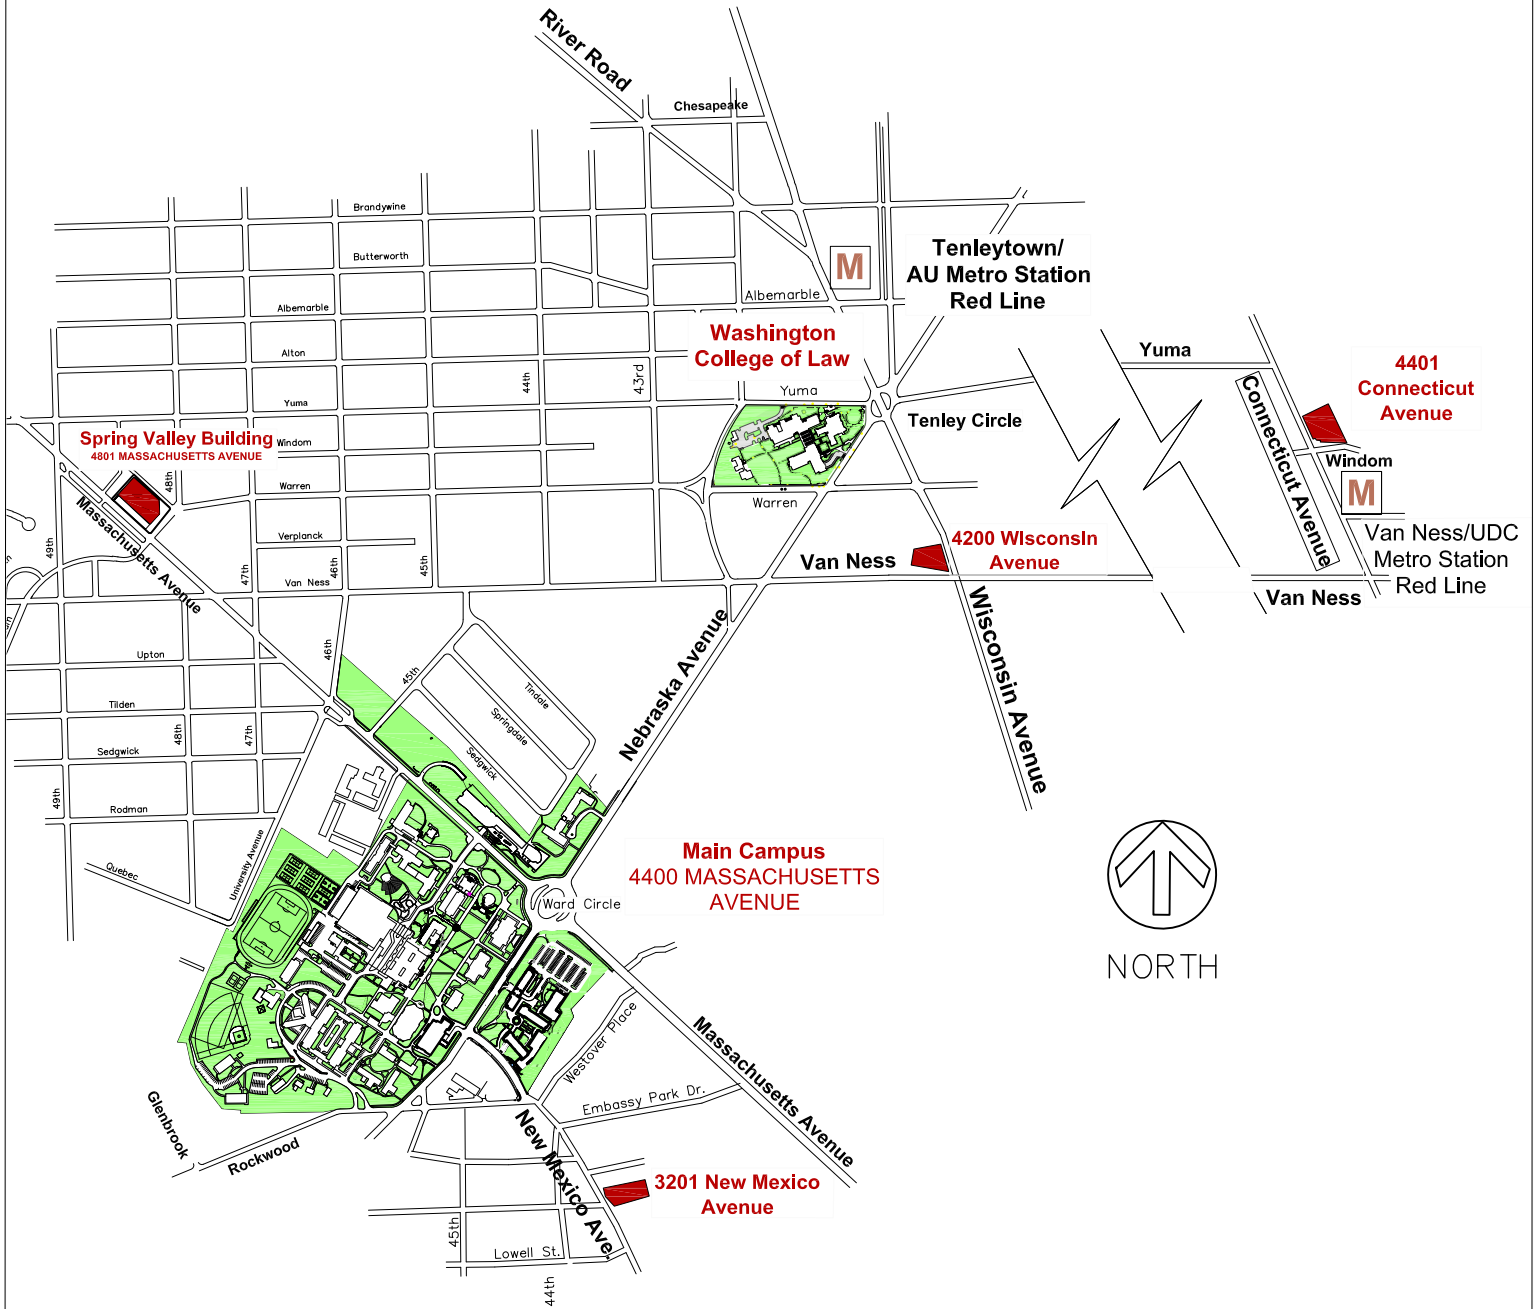 River Road
Chesapeake
Brandywine
Butterworth
M
Tenleytown/
AU Metro Station
Red Line
Albemarble
Albemarble
Washington
College of Law
Alton
44th
43rd
Yuma
Yuma
Yuma
4401
Connecticut
Avenue
Tenley Circle
Connecticut Avenue
Spring Valley Building
4801 MASSACHUSETTS AVENUE
Windom
Windom
48th
Warren
Warren
M
Massachusetts Avenue
49th
Verplanck
47th
46th
45th
Van Ness
Van Ness
4200 WIsconsIn
Avenue
Van Ness/UDC
Metro Station
Red Line
Van Ness
Wisconsin Avenue
Nebraska Avenue
Upton
46th
45th
Tilden
Tindale
Springdale
Sedgwick
Sedgwick
48th
47th
49th
Rodman
Quebec
University Avenue
Main Campus
4400 MASSACHUSETTS
AVENUE
Ward Circle
NORTH
Westover Place
Massachusetts Avenue
Embassy Park Dr.
Glenbrook
Rockwood
New Mexico Ave.
3201 New Mexico
Avenue
45th
Lowell St.
44th